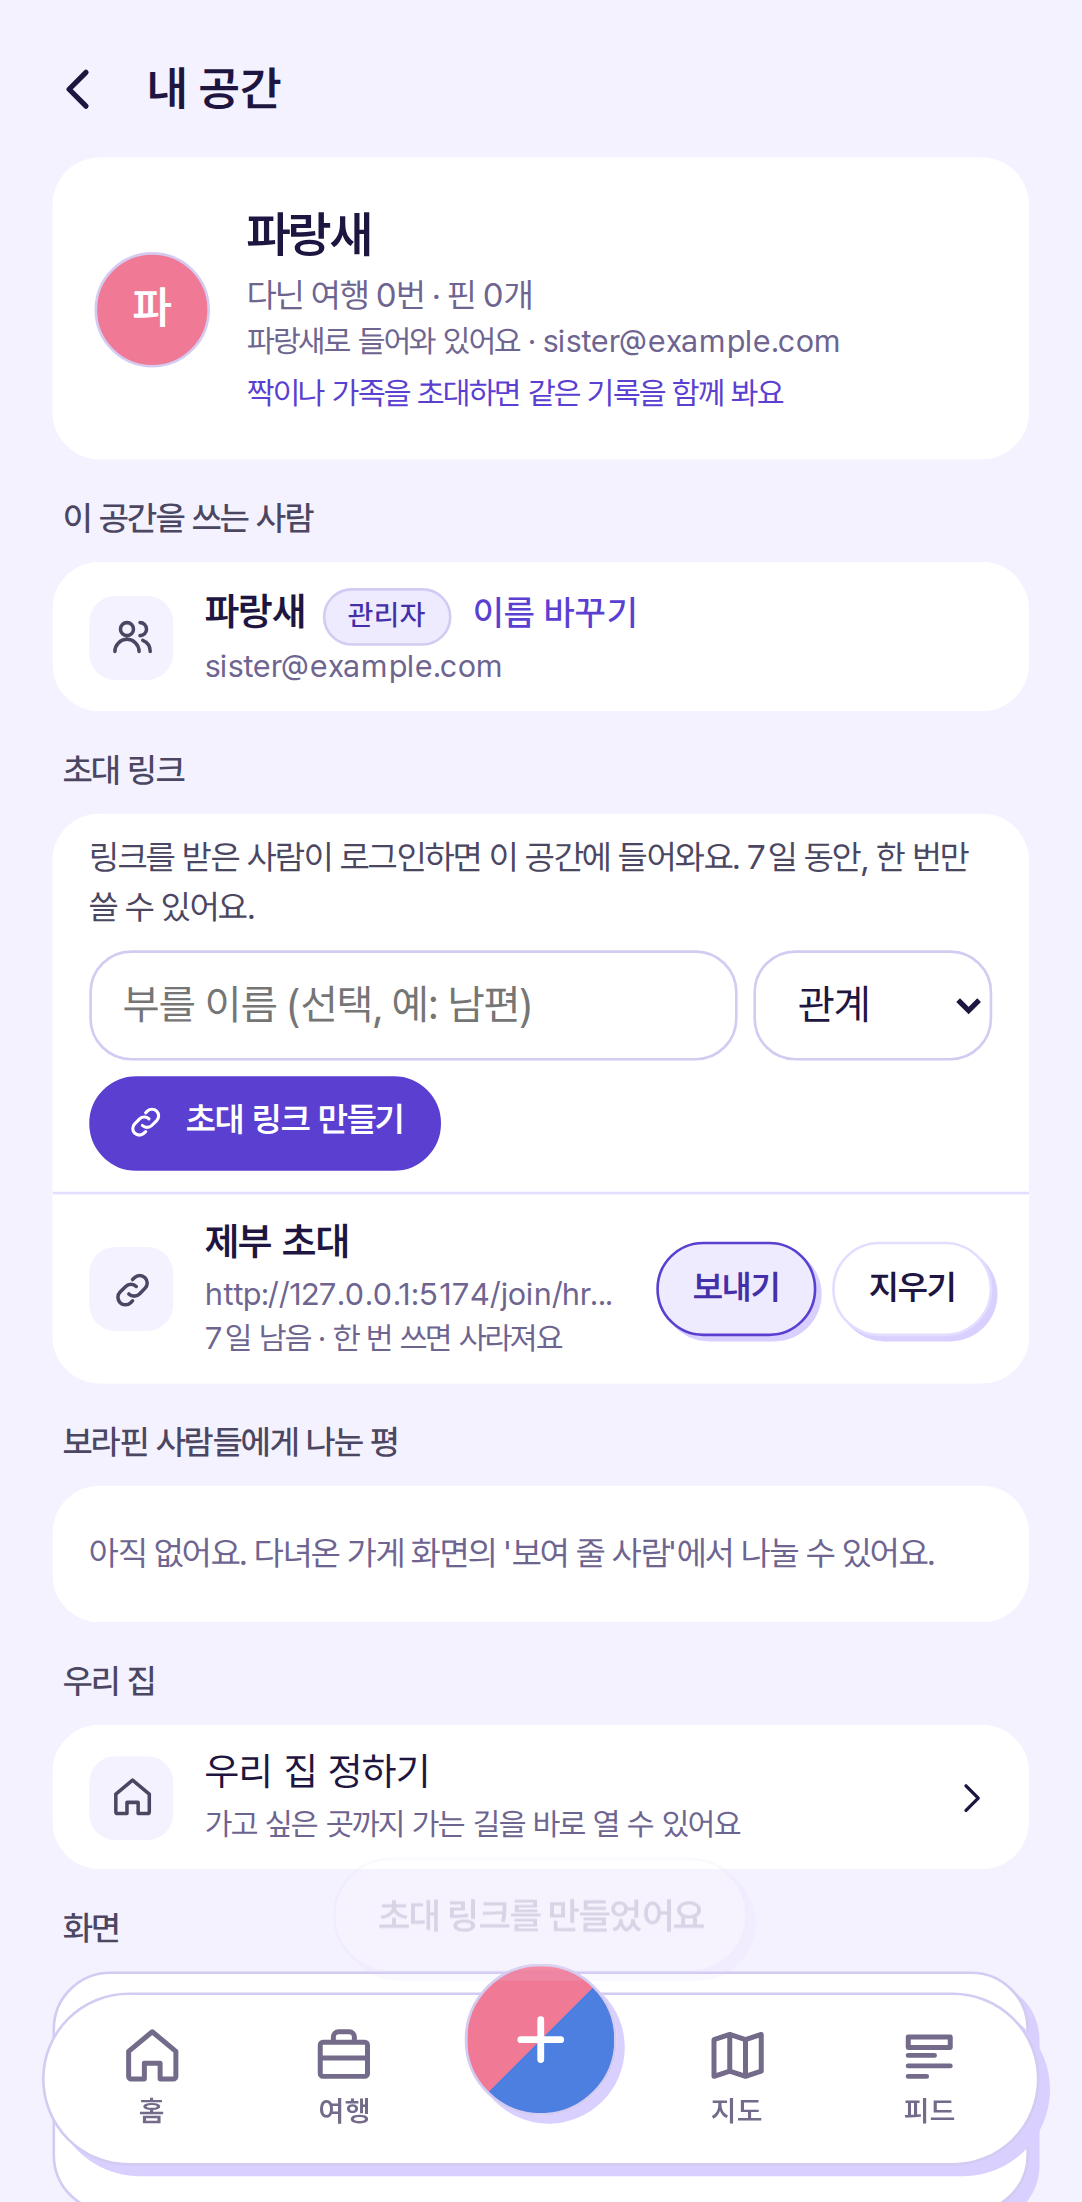 내 공간
파랑새
파
다닌 여행 0번 · 핀 0개
파랑새로 들어와 있어요 · sister@example.com
짝이나 가족을 초대하면 같은 기록을 함께 봐요
이 공간을 쓰는 사람
파랑새 관리자 이름 바꾸기
sister@example.com
초대 링크
링크를 받은 사람이 로그인하면 이 공간에 들어와요. 7일 동안, 한 번만
쓸 수 있어요.
부를 이름 (선택, 예: 남편) 관계
초대 링크 만들기
제부 초대
http://127.0.0.1:5174/join/hr...
7일 남음 · 한 번 쓰면 사라져요
보내기 지우기
보라핀 사람들에게 나눈 평
아직 없어요. 다녀온 가게 화면의 '보여 줄 사람'에서 나눌 수 있어요.
우리 집
우리 집 정하기
가고 싶은 곳까지 가는 길을 바로 열 수 있어요
초대 링크를 만들었어요
화면
홈 여행 지도 피드